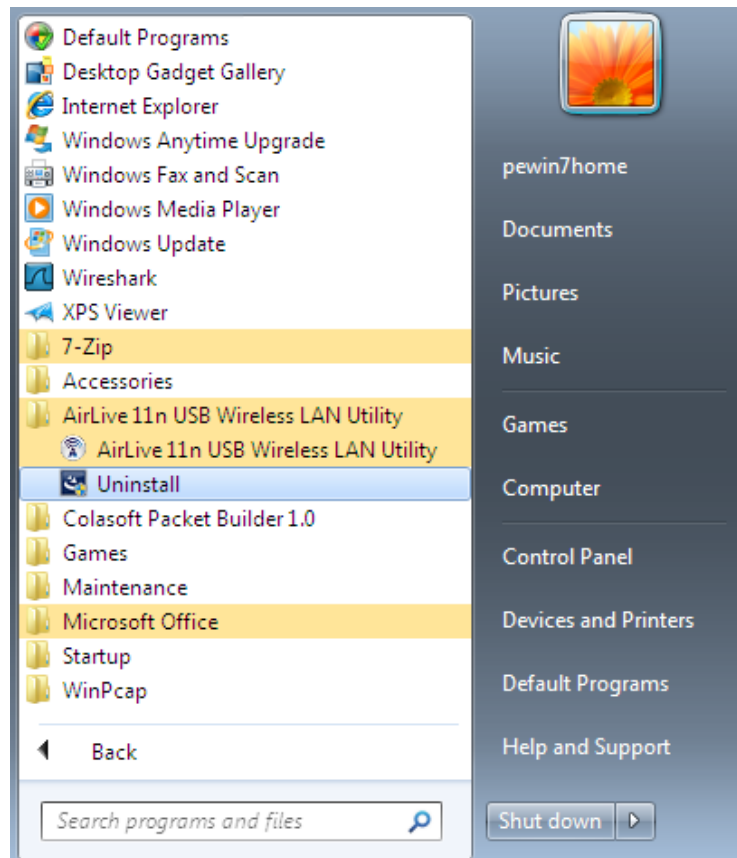 Default Programs
Desktop Gadget Gallery
Internet Explorer
Windows Anytime Upgrade
Windows Fax and Scan
Windows Media Player
Windows Update
Wireshark
XPS Viewer
7-Zip
Accessories
AirLive 11n USB Wireless LAN Utility
AirLive 11n USB Wireless LAN Utility
Uninstall
Colasoft Packet Builder 1.0
Games
Maintenance
Microsoft Office
Startup
WinPcap
Back
Search programs and files
pewin7home
Documents
Pictures
Music
Games
Computer
Control Panel
Devices and Printers
Default Programs
Help and Support
Shut down